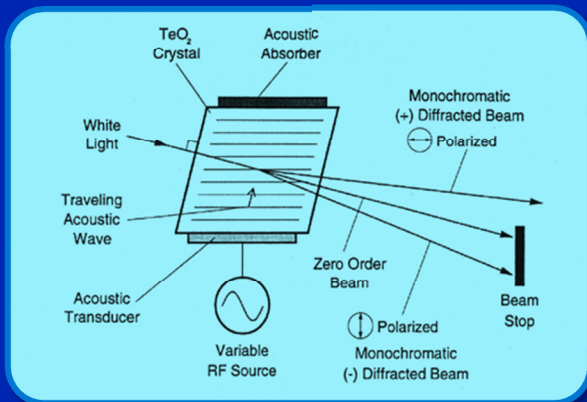 TeO₂
Crystal
Acoustic
Absorber
White
Light
Monochromatic
(+) Diffracted Beam
Polarized
Traveling
Acoustic
Wave
Zero Order
Beam
Beam
Stop
Acoustic
Transducer
Polarized
Variable
RF Source
Monochromatic
(-) Diffracted Beam